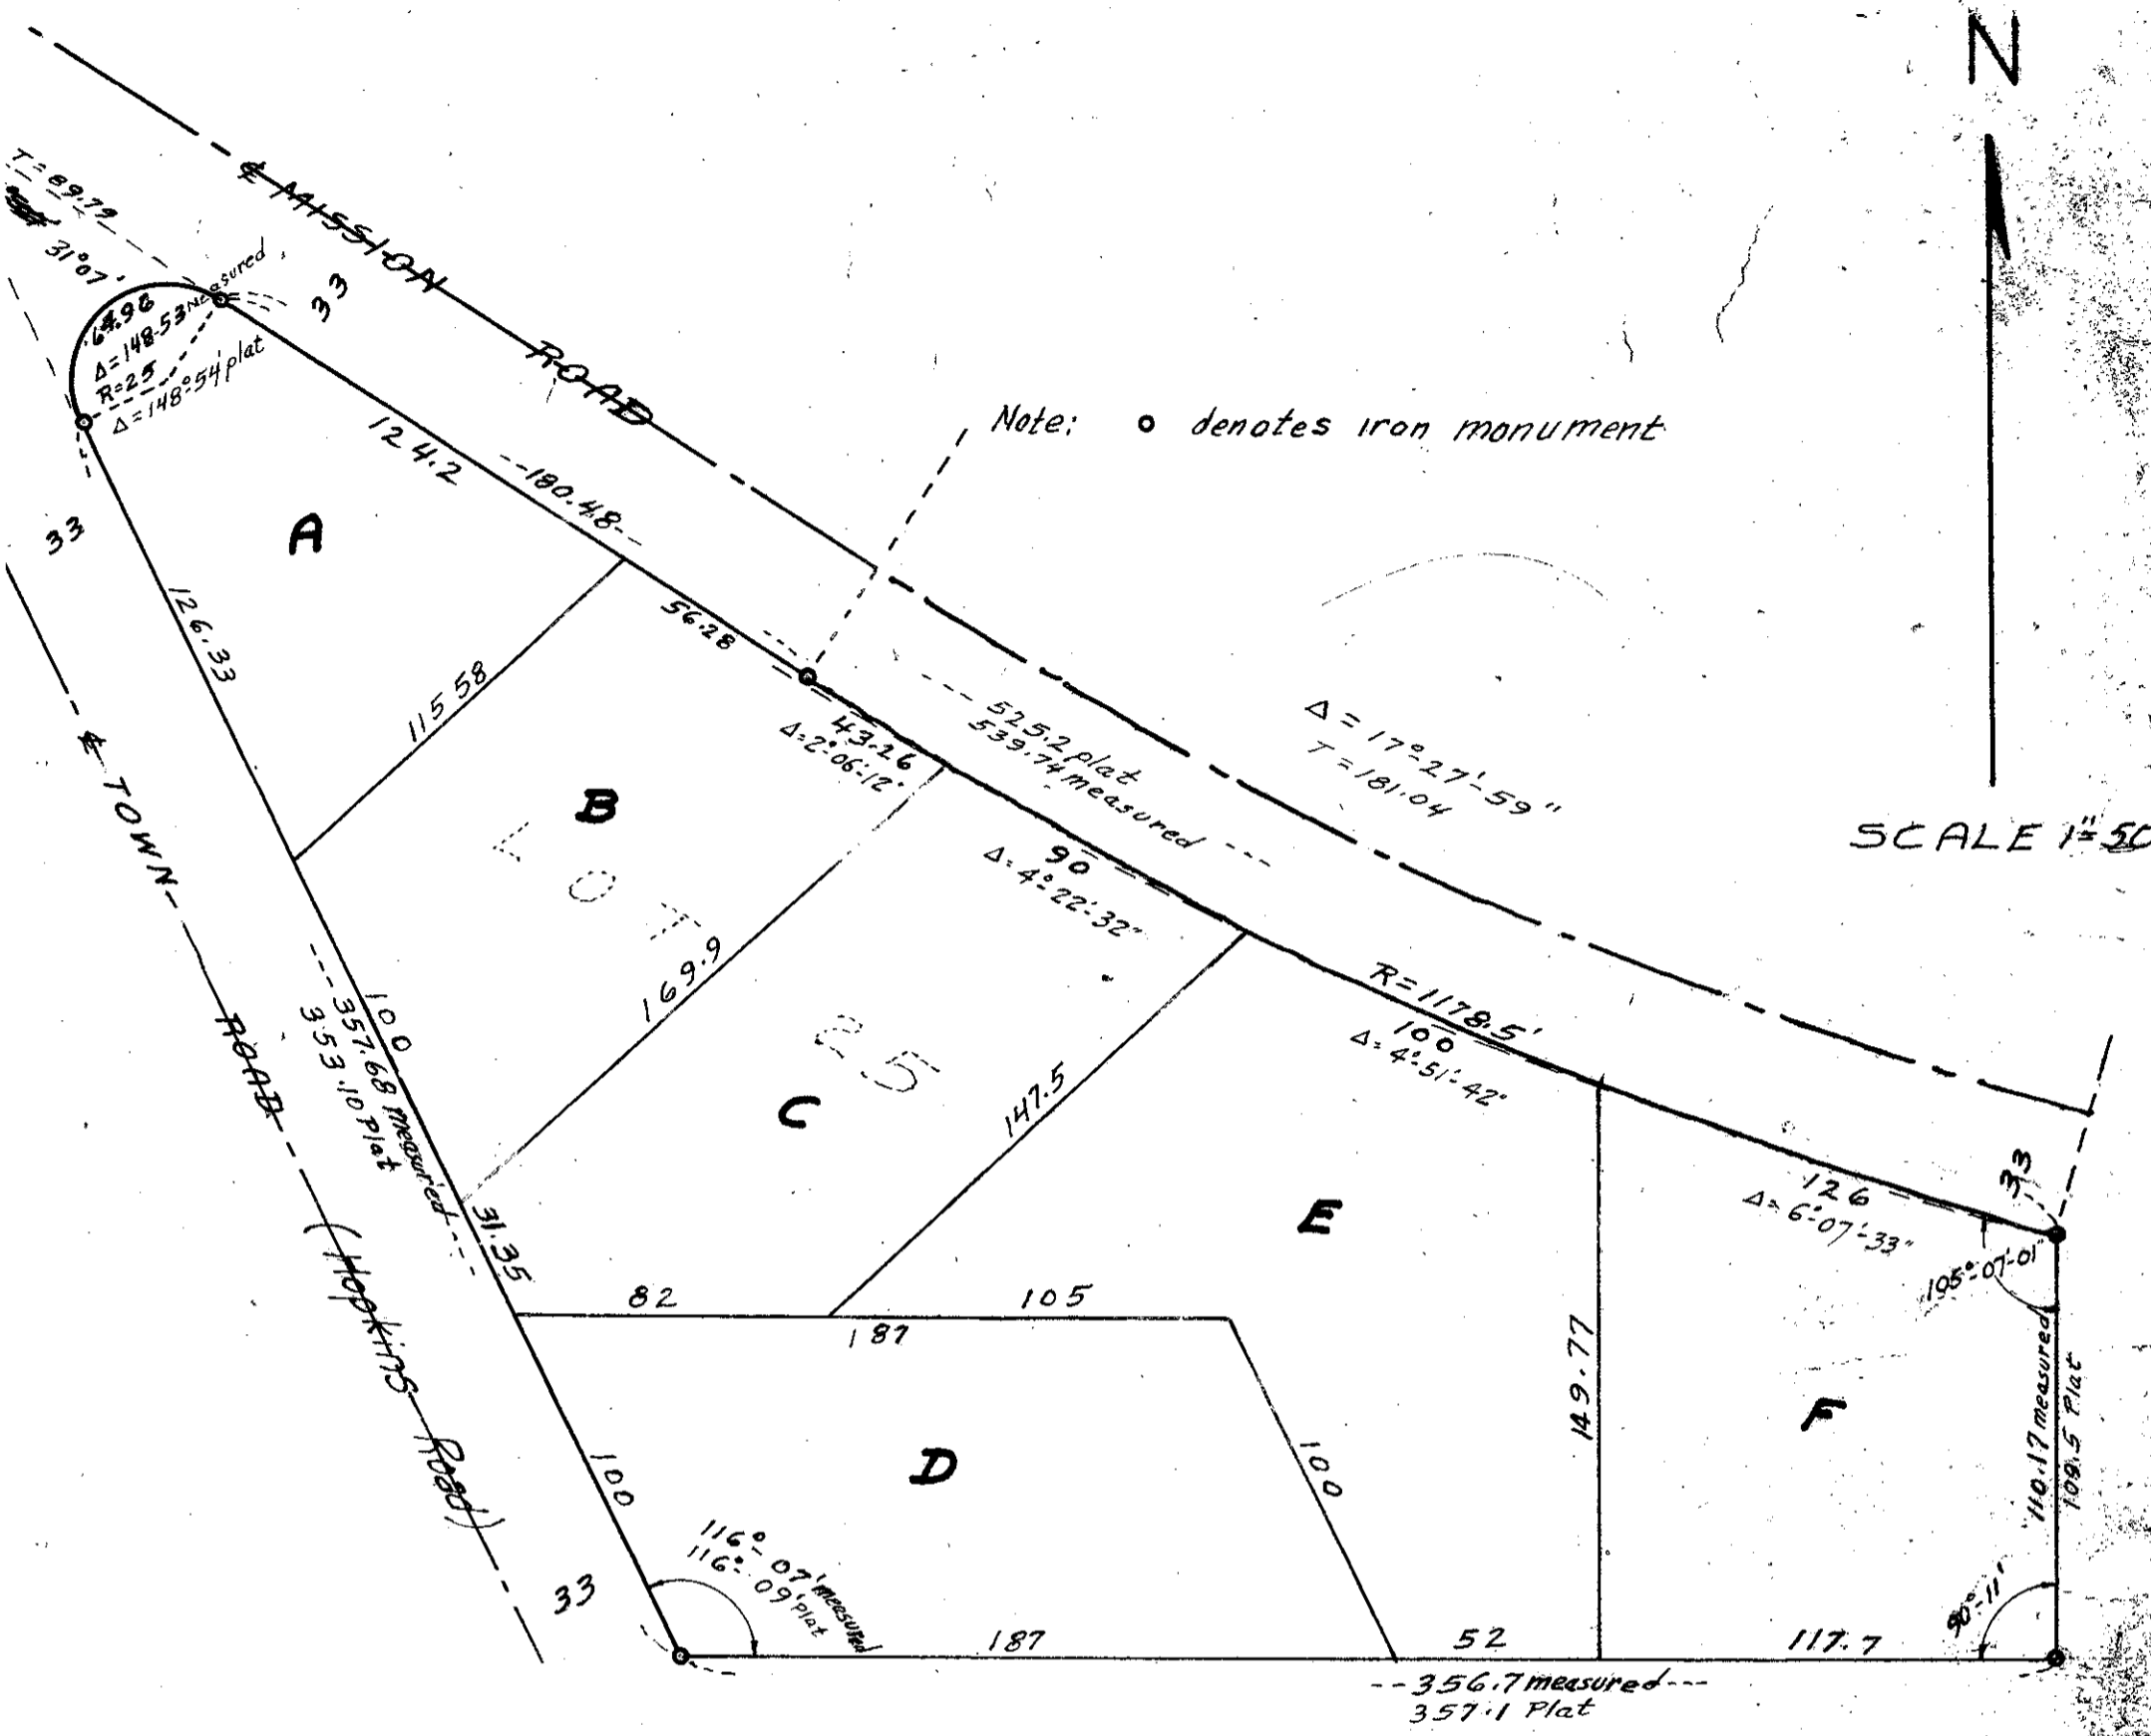 N
℄ MISSION ROAD
T=89.79
31°07'
64.96
Δ=148-53 measured
R=25
Δ=148°-54' plat
33
124.2
--180.48--
Note: o denotes iron monument
33
A
126.33
56.28
115.58
43.26
Δ=2°-06'-12"
--- 525.2 plat
539.74 measured ---
Δ = 17°-27'-59"
T = 181.04
SCALE 1"=50
℄ TOWN ROAD (Hopkins Road)
B
LOT
25
90
Δ=4°-22'-32"
169.9
100
---357.68 measured---
353.10 Plat
R=1178.5'
100
Δ=4°-51'-42"
C
147.5
E
126
Δ=6°-07'-33"
33
105°-07'-01"
31.35
82
105
187
149.77
110.17 measured
109.5 Plat
F
D
100
100
116°-07' measured
116°-09' plat
33
187
52
117.7
90°-11'
--356.7 measured---
357.1 Plat